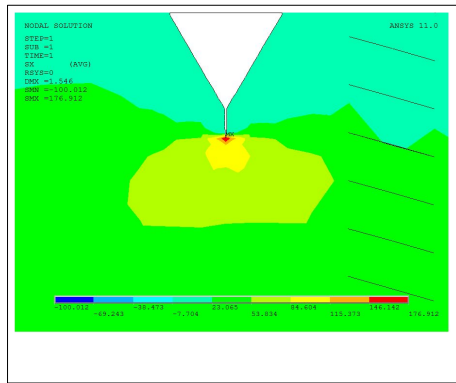 NODAL SOLUTION
ANSYS 11.0
STEP=1
SUB =1
TIME=1
SX (AVG)
RSYS=0
DMX =1.546
SMN =-100.012
SMX =176.912
MX
-100.012 -38.473 23.065 84.604 146.142
-69.243 -7.704 53.834 115.373 176.912